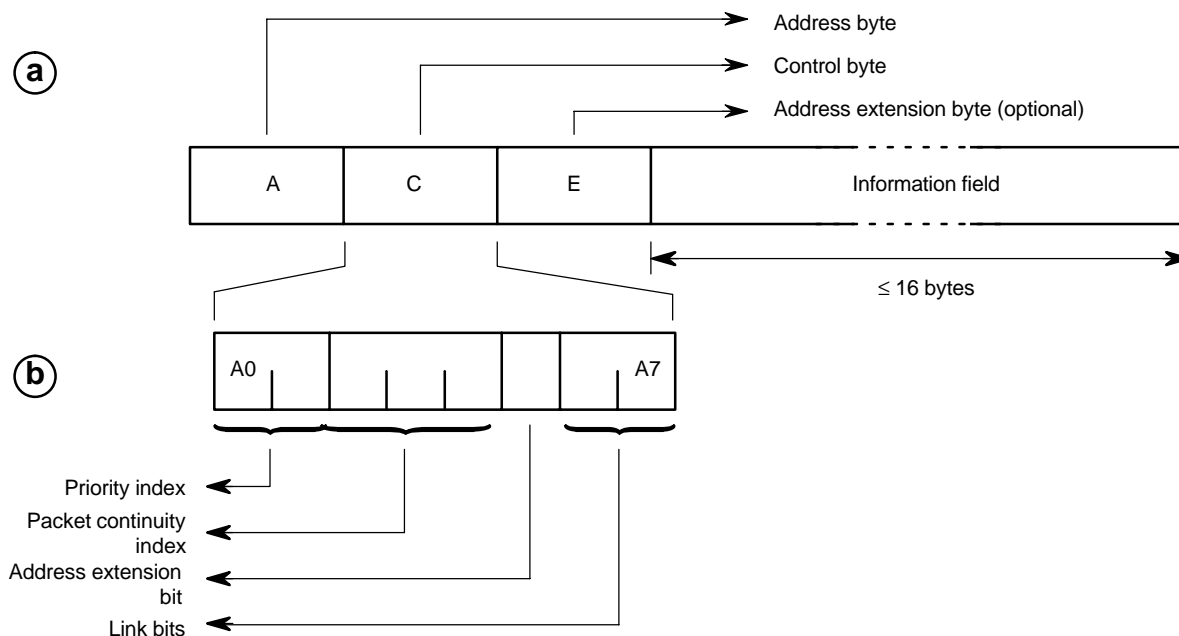 Address byte
a
Control byte
Address extension byte (optional)
A
C
E
Information field
≤ 16 bytes
b
A0
A7
Priority index
Packet continuity
index
Address extension
bit
Link bits